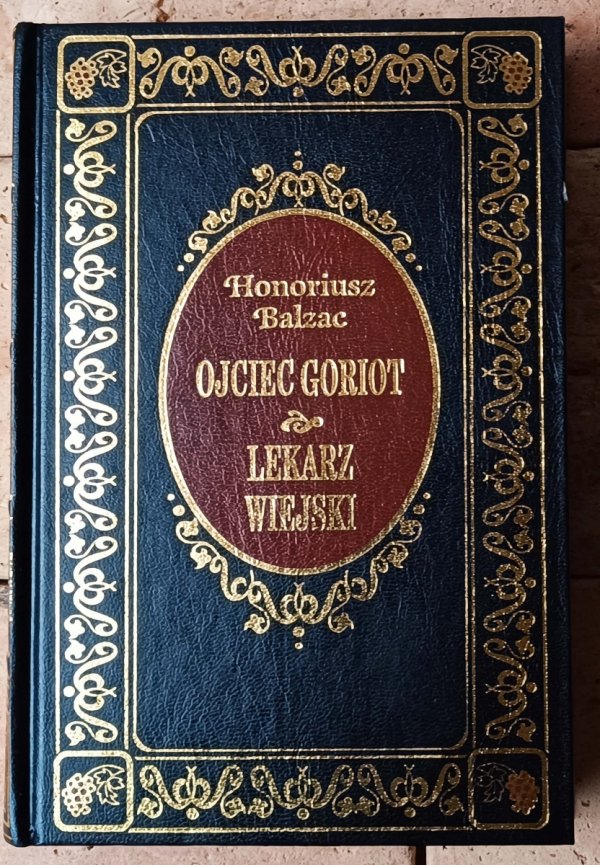 Honoriusz
Balzac
OJCIEC GORIOT
LEKARZ
WIEJSKI